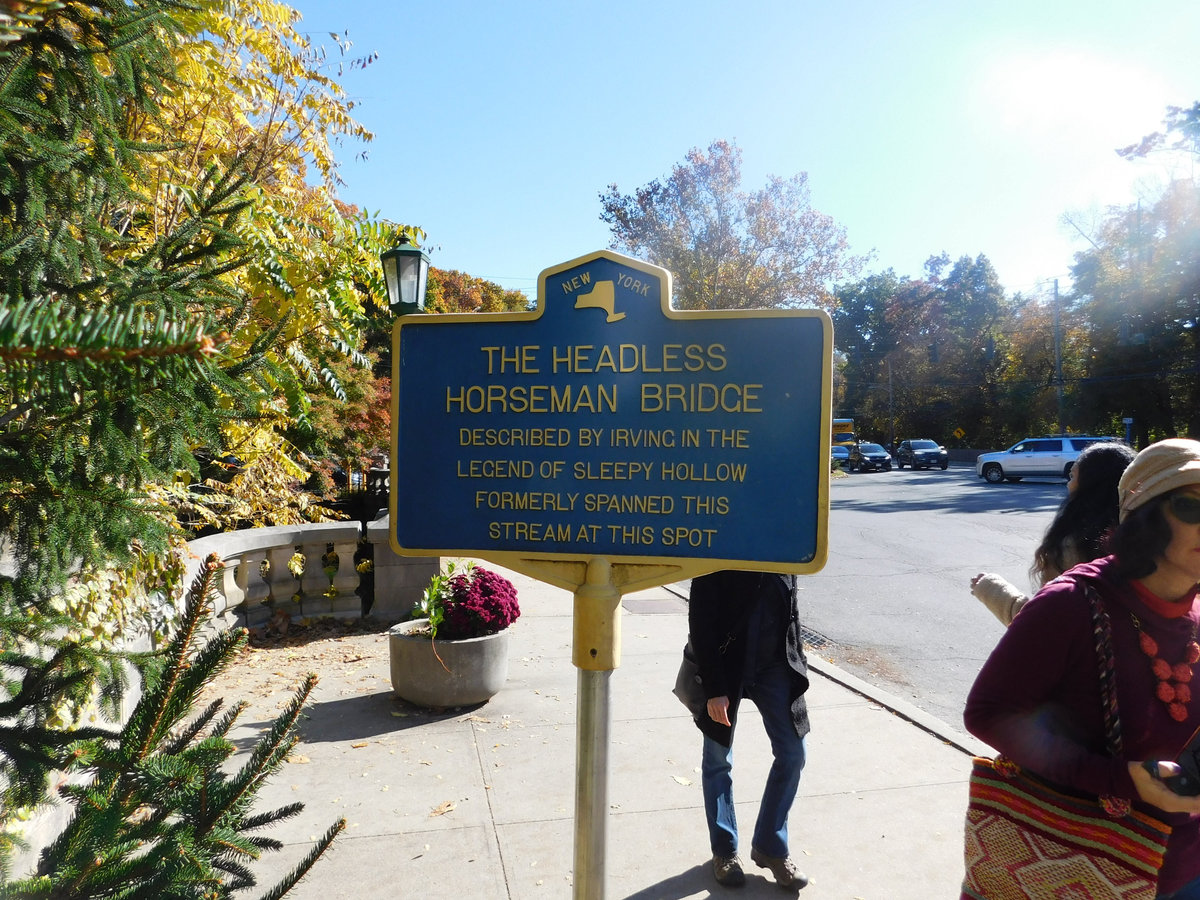 NEW YORK
THE HEADLESS
HORSEMAN BRIDGE
DESCRIBED BY IRVING IN THE
LEGEND OF SLEEPY HOLLOW
FORMERLY SPANNED THIS
STREAM AT THIS SPOT